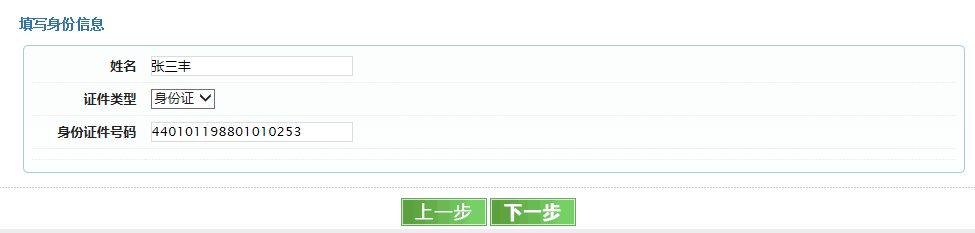 填写身份信息
姓名 张三丰
证件类型 身份证
身份证件号码 440101198801010253
上一步 下一步